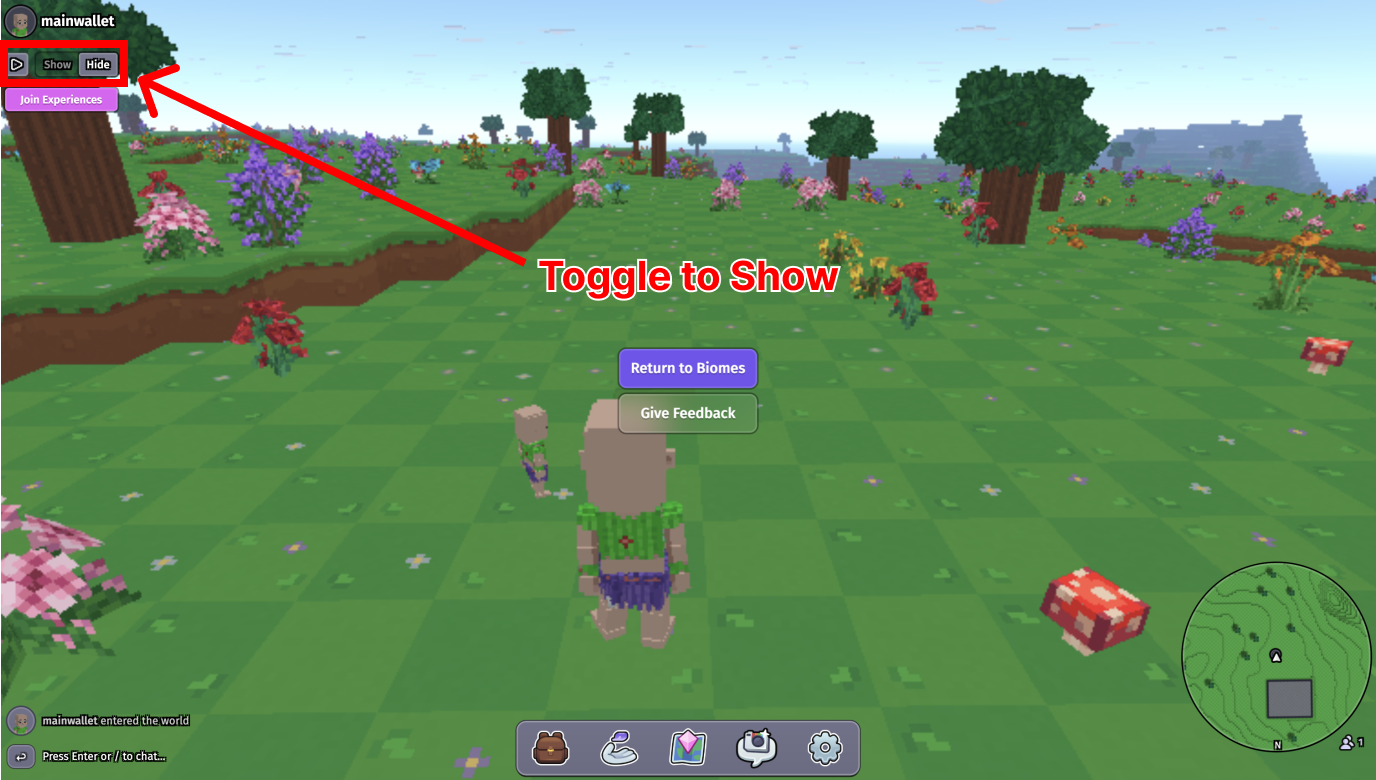 mainwallet
Show Hide
Join Experiences
Toggle to Show
Return to Biomes
Give Feedback
mainwallet entered the world
Press Enter or / to chat...
N
1